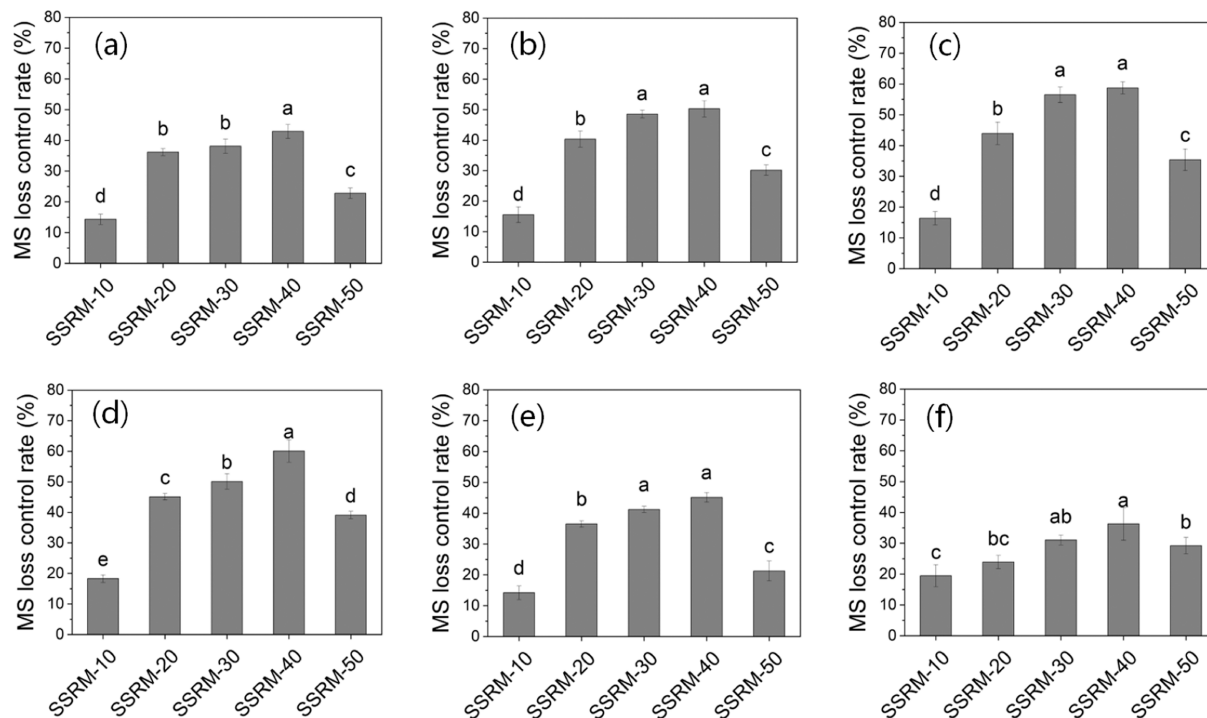 (a)
MS loss control rate (%)
80
70
60
50
40
30
20
10
0
d
b
b
a
c
SSRM-10
SSRM-20
SSRM-30
SSRM-40
SSRM-50
(b)
MS loss control rate (%)
80
70
60
50
40
30
20
10
0
d
b
a
a
c
SSRM-10
SSRM-20
SSRM-30
SSRM-40
SSRM-50
(c)
MS loss control rate (%)
80
70
60
50
40
30
20
10
0
d
b
a
a
c
SSRM-10
SSRM-20
SSRM-30
SSRM-40
SSRM-50
(d)
MS loss control rate (%)
80
70
60
50
40
30
20
10
0
e
c
b
a
d
SSRM-10
SSRM-20
SSRM-30
SSRM-40
SSRM-50
(e)
MS loss control rate (%)
80
70
60
50
40
30
20
10
0
d
b
a
a
c
SSRM-10
SSRM-20
SSRM-30
SSRM-40
SSRM-50
(f)
MS loss control rate (%)
80
70
60
50
40
30
20
10
0
c
bc
ab
a
b
SSRM-10
SSRM-20
SSRM-30
SSRM-40
SSRM-50